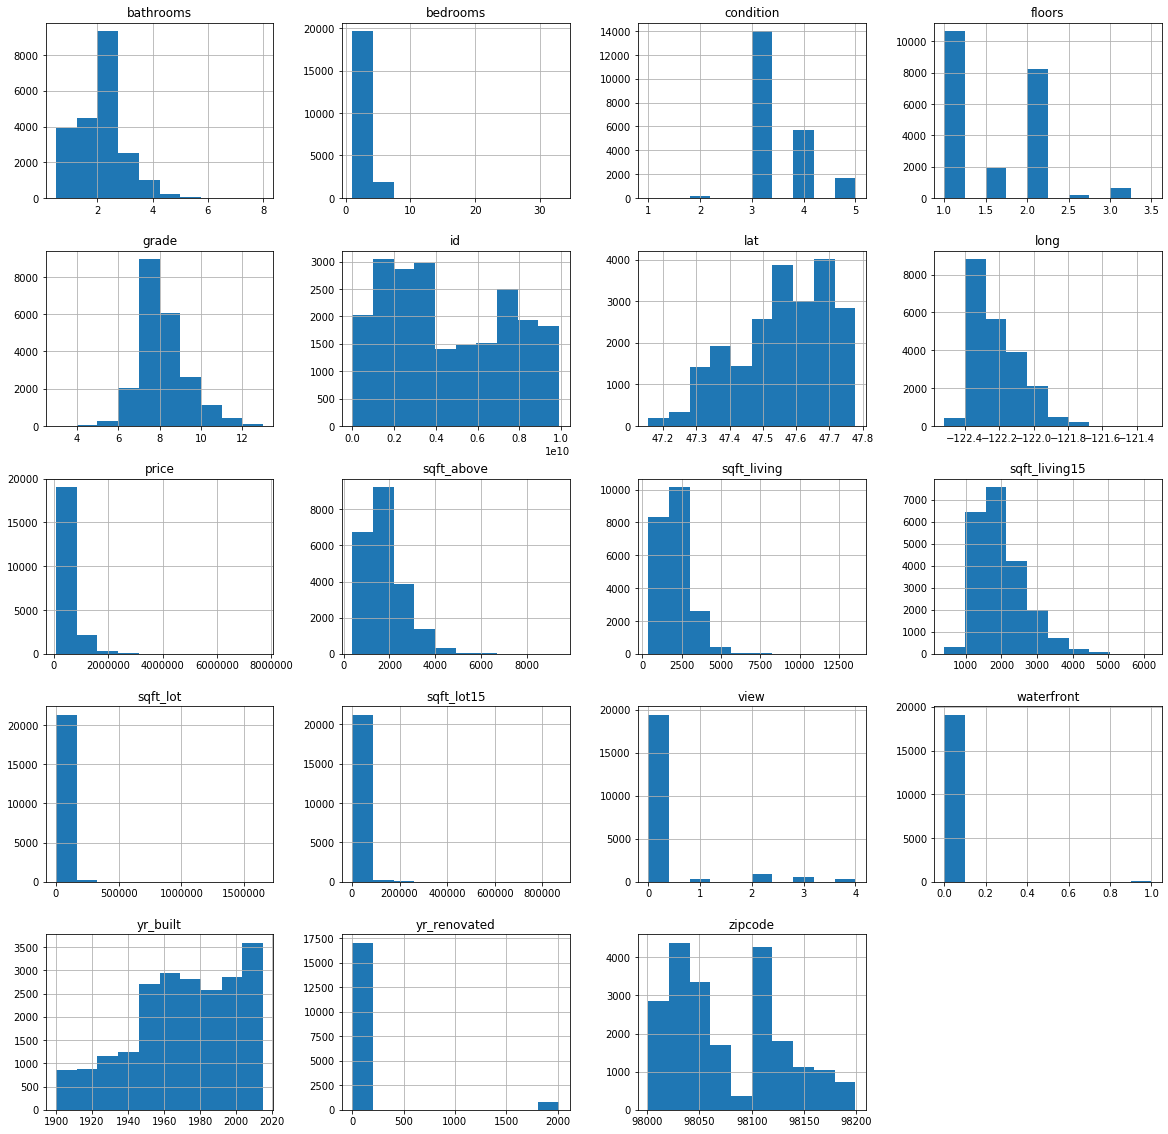 bathrooms
8000
6000
4000
2000
0
2 4 6 8
bedrooms
20000
15000
10000
5000
0
0 10 20 30
condition
14000
12000
10000
8000
6000
4000
2000
0
1 2 3 4 5
floors
10000
8000
6000
4000
2000
0
1.0 1.5 2.0 2.5 3.0 3.5
grade
8000
6000
4000
2000
0
4 6 8 10 12
id
3000
2500
2000
1500
1000
500
0
0.0 0.2 0.4 0.6 0.8 1.0
1e10
lat
4000
3000
2000
1000
0
47.2 47.3 47.4 47.5 47.6 47.7 47.8
long
8000
6000
4000
2000
0
−122.4 −122.2 −122.0 −121.8 −121.6 −121.4
price
20000
15000
10000
5000
0
0 2000000 4000000 6000000 8000000
sqft_above
8000
6000
4000
2000
0
0 2000 4000 6000 8000
sqft_living
10000
8000
6000
4000
2000
0
0 2500 5000 7500 10000 12500
sqft_living15
7000
6000
5000
4000
3000
2000
1000
0
1000 2000 3000 4000 5000 6000
sqft_lot
20000
15000
10000
5000
0
0 500000 1000000 1500000
sqft_lot15
20000
15000
10000
5000
0
0 200000 400000 600000 800000
view
20000
15000
10000
5000
0
0 1 2 3 4
waterfront
20000
15000
10000
5000
0
0.0 0.2 0.4 0.6 0.8 1.0
yr_built
3500
3000
2500
2000
1500
1000
500
0
1900 1920 1940 1960 1980 2000 2020
yr_renovated
17500
15000
12500
10000
7500
5000
2500
0
0 500 1000 1500 2000
zipcode
4000
3000
2000
1000
0
98000 98050 98100 98150 98200